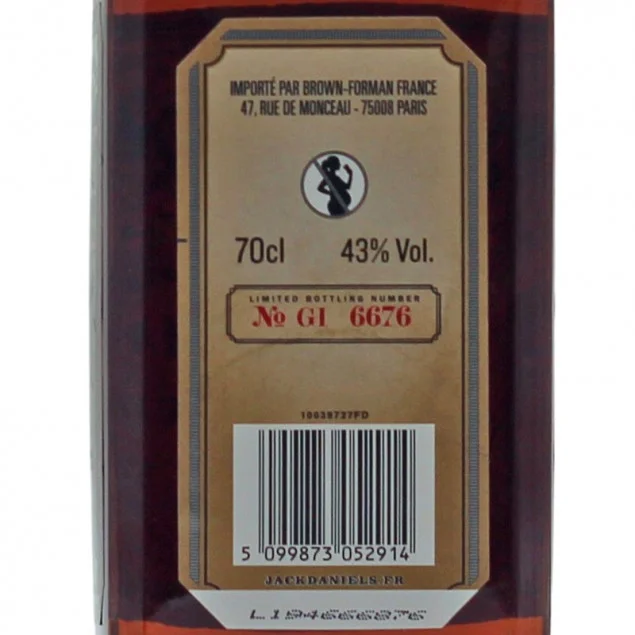 IMPORTÉ PAR BROWN-FORMAN FRANCE
47, RUE DE MONCEAU - 75008 PARIS
70cl 43% Vol.
LIMITED BOTTLING NUMBER
No GI 6676
10039727FD
5 099873 052914
JACKDANIELS.FR